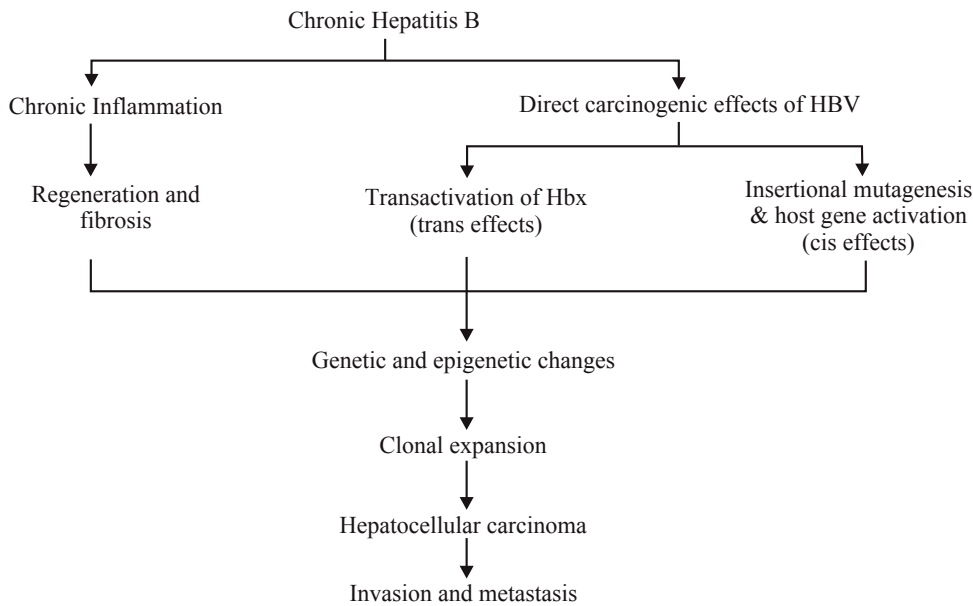 Chronic Hepatitis B
Chronic Inflammation
Direct carcinogenic effects of HBV
Regeneration and
fibrosis
Transactivation of Hbx
(trans effects)
Insertional mutagenesis
& host gene activation
(cis effects)
Genetic and epigenetic changes
Clonal expansion
Hepatocellular carcinoma
Invasion and metastasis